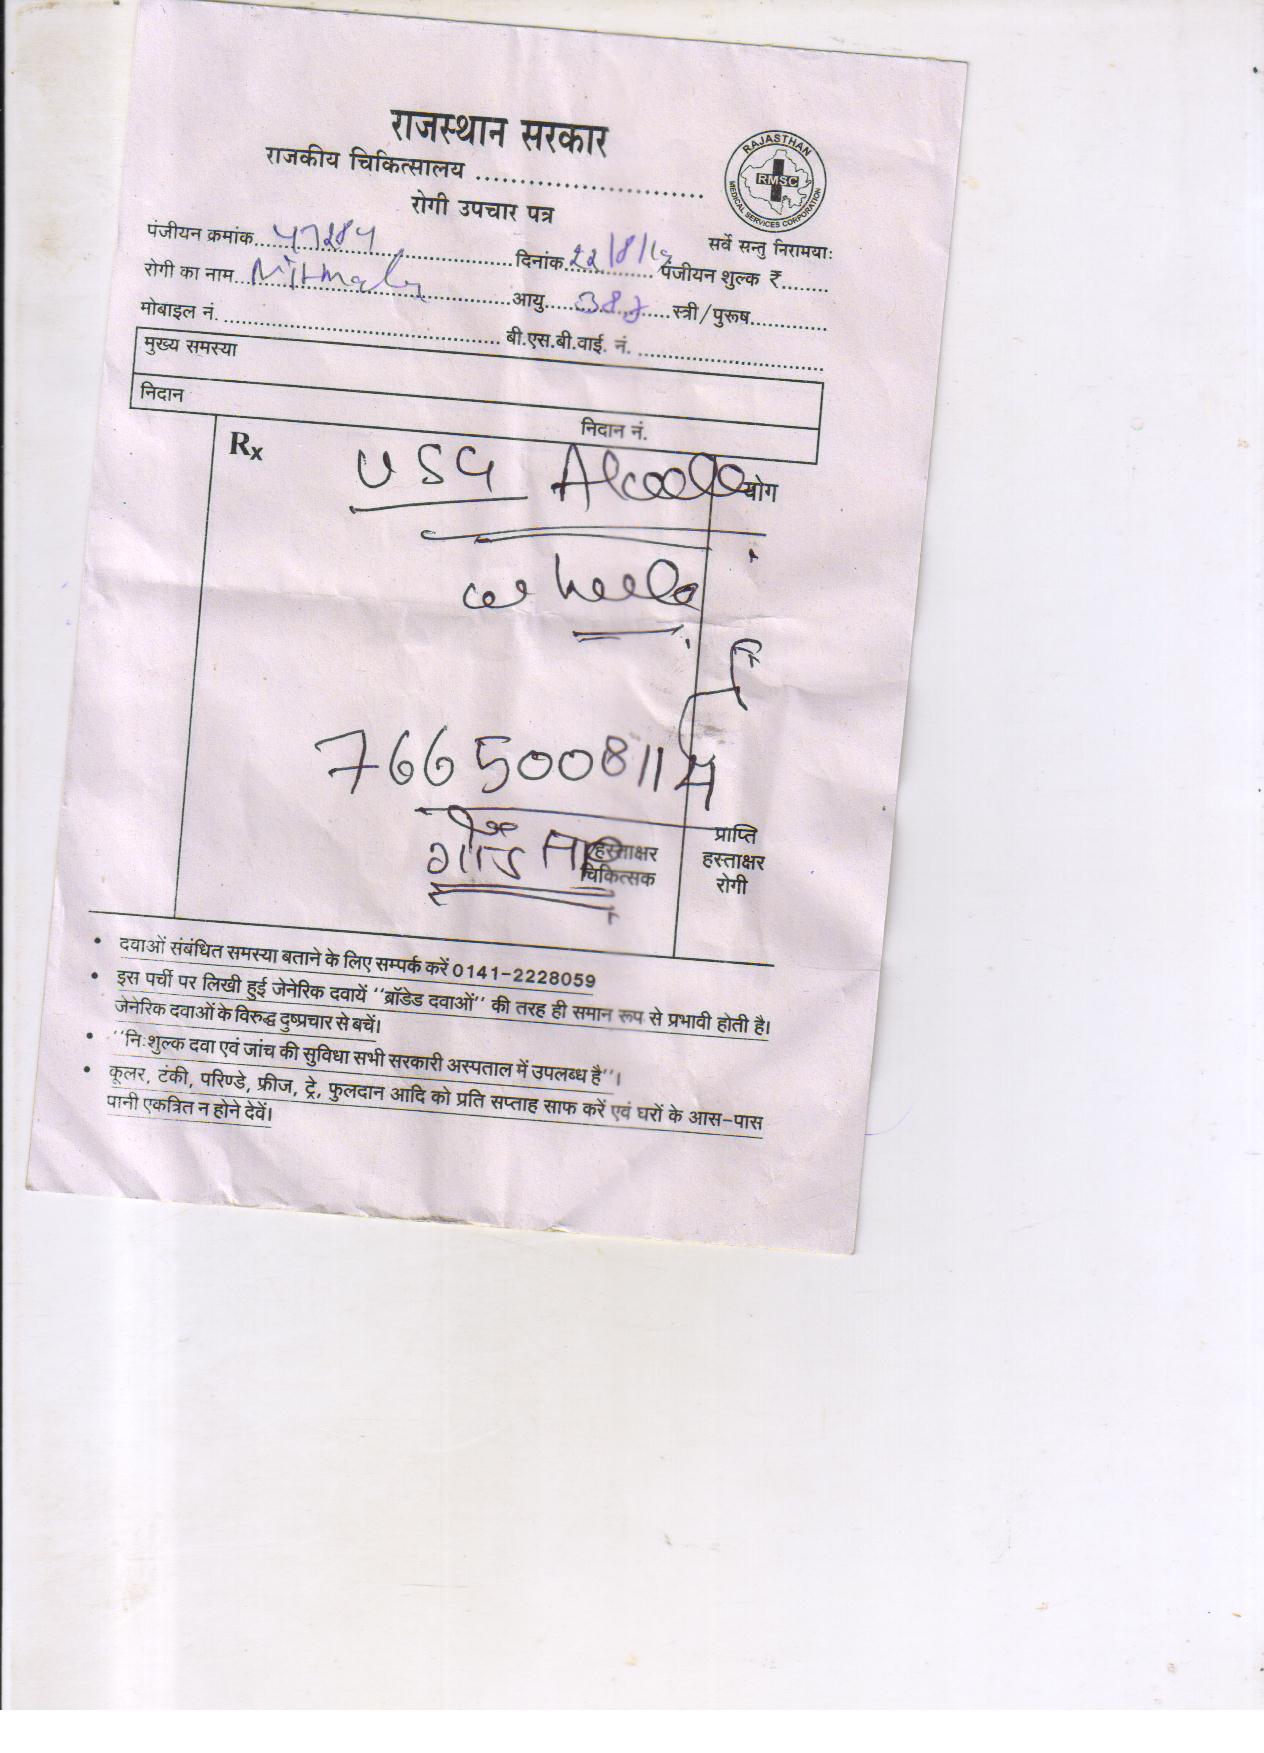 राजस्थान सरकार
राजकीय चिकित्सालय ........................
रोगी उपचार पत्र
RAJASTHAN
RMSC
MEDICAL SERVICES CORPORATION
सर्वे सन्तु निरामयाः
पंजीयन क्रमांक 47284 दिनांक 22/8/19 पंजीयन शुल्क ₹........
रोगी का नाम Nirmala आयु 38y स्त्री/पुरूष............
मोबाइल नं. ........................ बी.एस.बी.वाई. नं. ........................
मुख्य समस्या
निदान
निदान नं.
Rx
USG
योग
7665008114
हस्ताक्षर
चिकित्सक
प्राप्ति
हस्ताक्षर
रोगी
• दवाओं संबंधित समस्या बताने के लिए सम्पर्क करें 0141-2228059
• इस पर्ची पर लिखी हुई जेनेरिक दवायें ''ब्रॉडेड दवाओं'' की तरह ही समान रूप से प्रभावी होती है।
जेनेरिक दवाओं के विरुद्ध दुष्प्रचार से बचें।
• ''निःशुल्क दवा एवं जांच की सुविधा सभी सरकारी अस्पताल में उपलब्ध है''।
• कूलर, टंकी, परिण्डे, फ्रीज, ट्रे, फुलदान आदि को प्रति सप्ताह साफ करें एवं घरों के आस-पास
पानी एकत्रित न होने देवें।